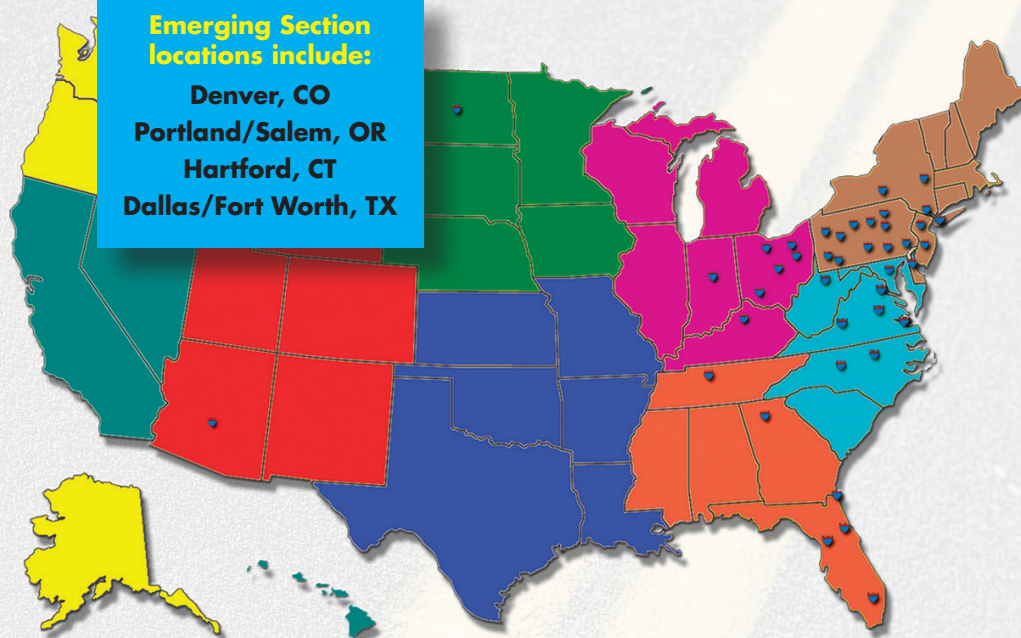 Emerging Section
locations include:
Denver, CO
Portland/Salem, OR
Hartford, CT
Dallas/Fort Worth, TX